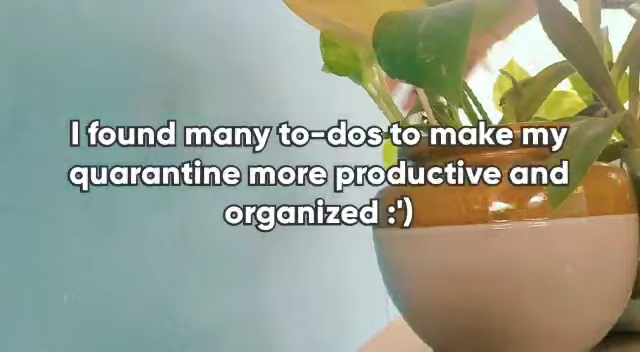 I found many to-dos to make my
quarantine more productive and
organized :')